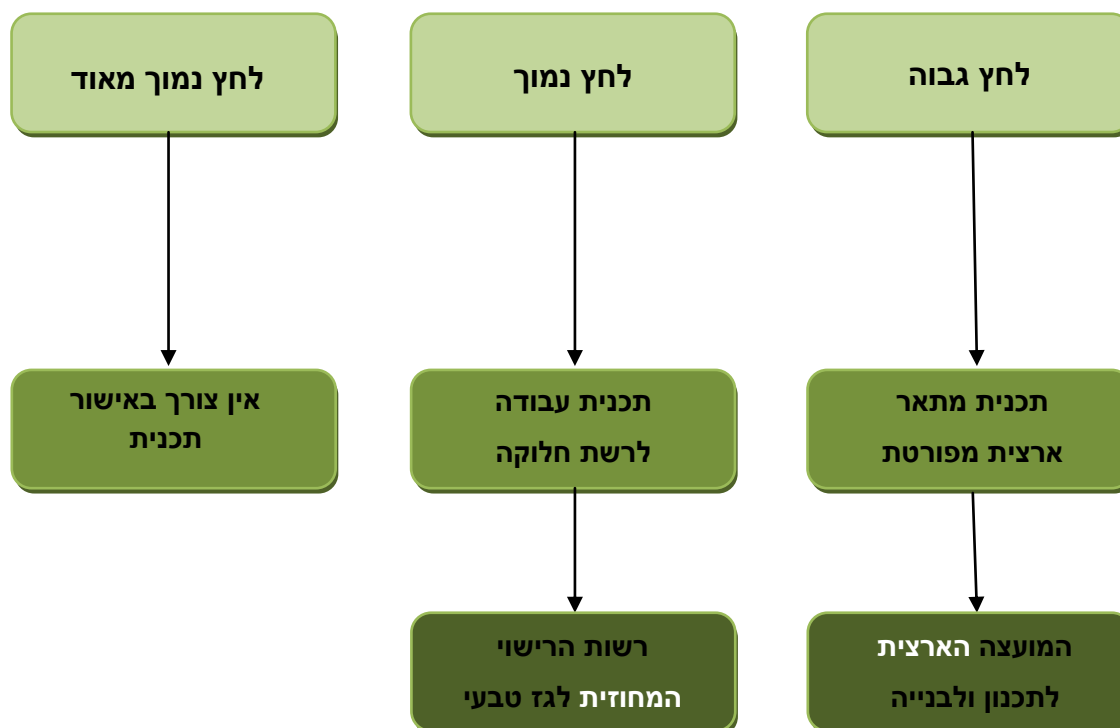 לחץ גבוה
לחץ נמוך
לחץ נמוך מאוד
תכנית מתאר
ארצית מפורטת
תכנית עבודה
לרשת חלוקה
אין צורך באישור
תכנית
המועצה הארצית
לתכנון ולבנייה
רשות הרישוי
המחוזית לגז טבעי